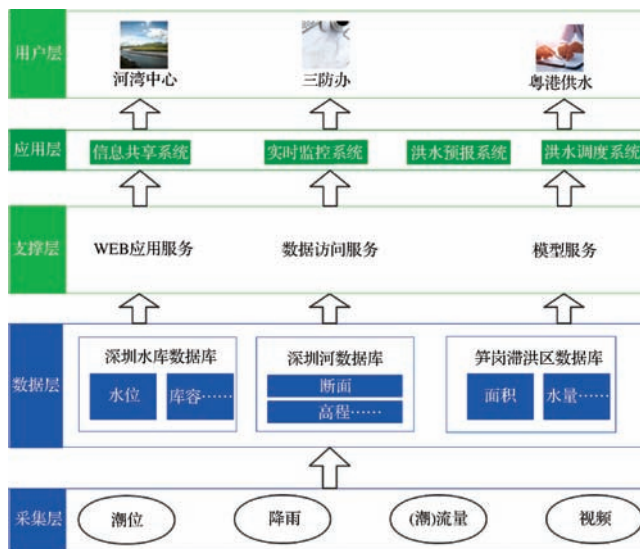 用户层
河湾中心
三防办
粤港供水
应用层
信息共享系统
实时监控系统
洪水预报系统
洪水调度系统
支撑层
WEB应用服务
数据访问服务
模型服务
数据层
深圳水库数据库
水位
库容……
深圳河数据库
断面
高程……
笋岗滞洪区数据库
面积
水量……
采集层
潮位
降雨
(潮)流量
视频